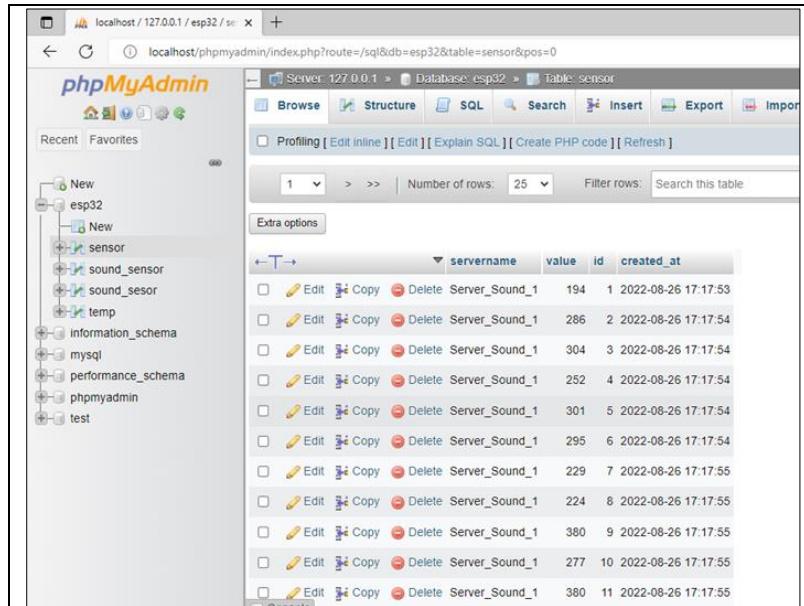 localhost / 127.0.0.1 / esp32 / se
localhost/phpmyadmin/index.php?route=/sql&db=esp32&table=sensor&pos=0
phpMyAdmin
Recent Favorites
New
esp32
New
sensor
sound_sensor
sound_sesor
temp
information_schema
mysql
performance_schema
phpmyadmin
test
Server: 127.0.0.1 » Database: esp32 » Table: sensor
Browse Structure SQL Search Insert Export Impor
Profiling [ Edit inline ] [ Edit ] [ Explain SQL ] [ Create PHP code ] [ Refresh ]
1 > >> Number of rows: 25 Filter rows: Search this table
Extra options
←T→ servername value id created_at
Edit Copy Delete Server_Sound_1 194 1 2022-08-26 17:17:53
Edit Copy Delete Server_Sound_1 286 2 2022-08-26 17:17:54
Edit Copy Delete Server_Sound_1 304 3 2022-08-26 17:17:54
Edit Copy Delete Server_Sound_1 252 4 2022-08-26 17:17:54
Edit Copy Delete Server_Sound_1 301 5 2022-08-26 17:17:54
Edit Copy Delete Server_Sound_1 295 6 2022-08-26 17:17:54
Edit Copy Delete Server_Sound_1 229 7 2022-08-26 17:17:55
Edit Copy Delete Server_Sound_1 224 8 2022-08-26 17:17:55
Edit Copy Delete Server_Sound_1 380 9 2022-08-26 17:17:55
Edit Copy Delete Server_Sound_1 277 10 2022-08-26 17:17:55
Edit Copy Delete Server_Sound_1 380 11 2022-08-26 17:17:55